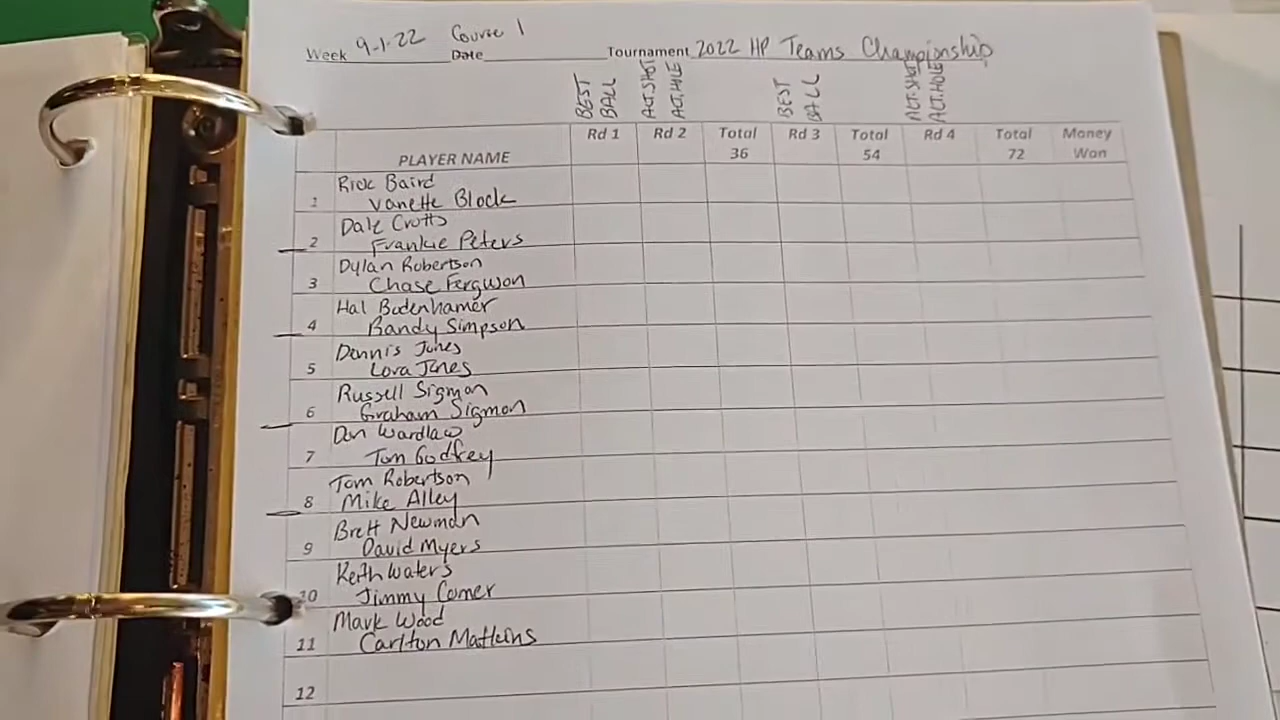 Week 9-1-22 Course 1 Date Tournament 2022 HP Teams Championship
BEST BALL ALT.SHOT ALT.HOLE BEST BALL ALT.SHOT ALT.HOLE
PLAYER NAME Rd 1 Rd 2 Total 36 Rd 3 Total 54 Rd 4 Total 72 Money Won
Rick Baird
1 Vanette Block
Dale Crotts
2 Frankie Peters
Dylan Robertson
3 Chase Ferguson
Hal Bodenhamer
4 Randy Simpson
Dennis Jones
5 Lora Jones
Russell Sigmon
6 Graham Sigmon
Don Wardlaw
7 Tom Godfrey
Tom Robertson
8 Mike Alley
Brett Newman
9 David Myers
Keith Waters
10 Jimmy Comer
Mark Wood
11 Carlton Matkins
12